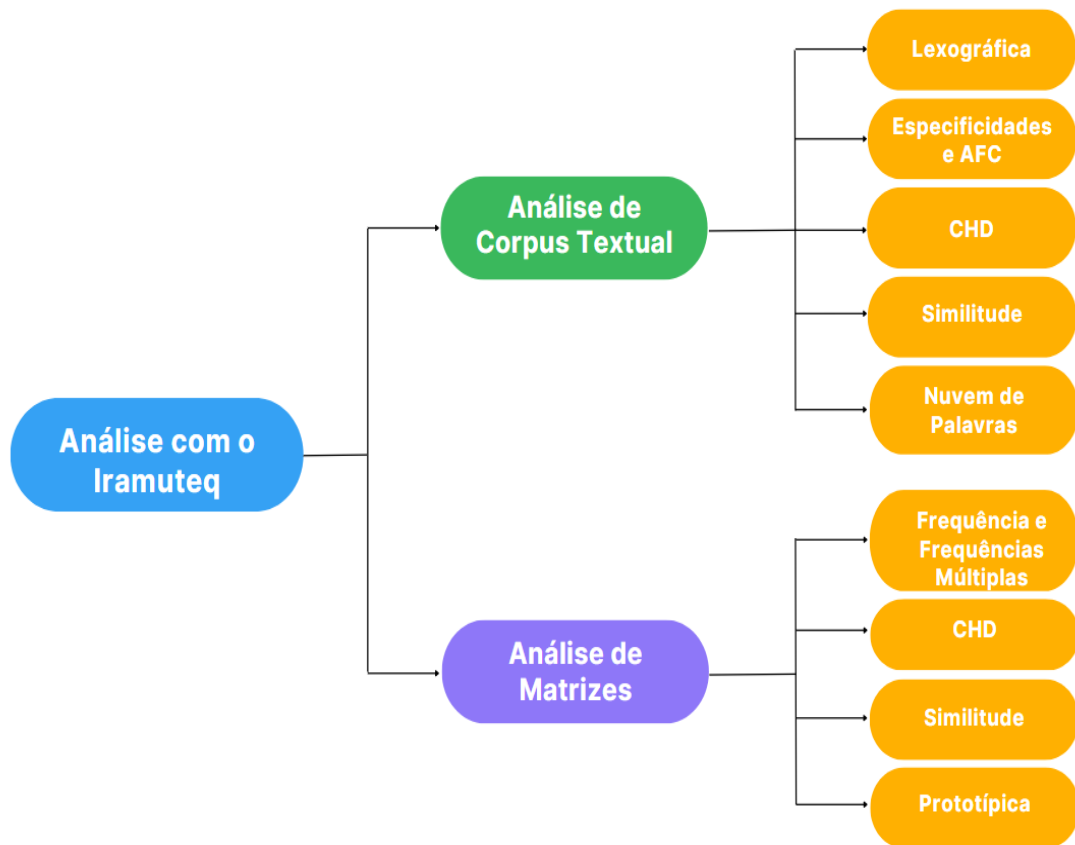 Análise com o
Iramuteq
Análise de
Corpus Textual
Lexográfica
Especificidades
e AFC
CHD
Similitude
Nuvem de
Palavras
Análise de
Matrizes
Frequência e
Frequências
Múltiplas
CHD
Similitude
Prototípica